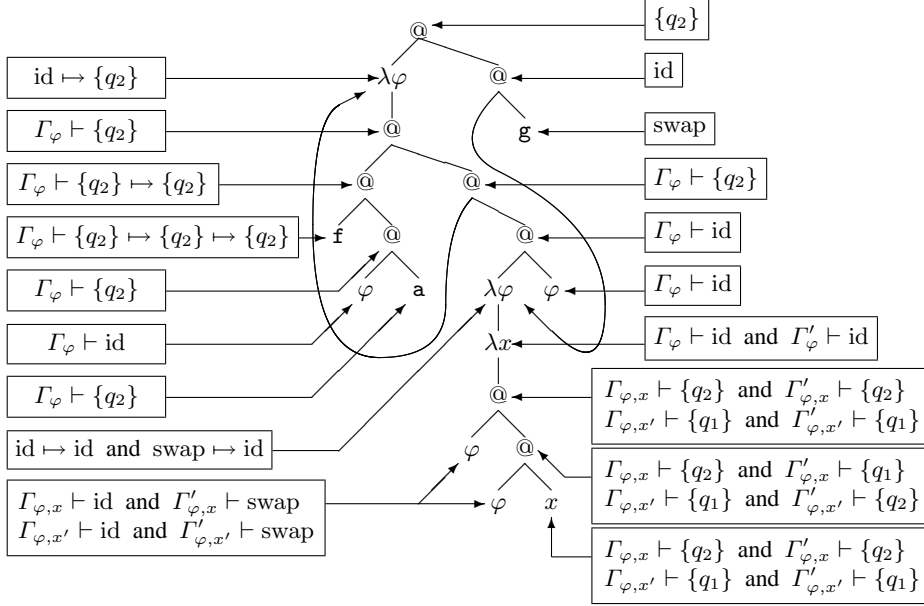 @
{q₂}
id ↦ {q₂}
λφ
@
id
Γφ ⊢ {q₂}
@
g
swap
Γφ ⊢ {q₂} ↦ {q₂}
@
@
Γφ ⊢ {q₂}
Γφ ⊢ {q₂} ↦ {q₂} ↦ {q₂}
f
@
@
Γφ ⊢ id
Γφ ⊢ {q₂}
φ
a
λφ
φ
Γφ ⊢ id
Γφ ⊢ id
λx
Γφ ⊢ id and Γ′φ ⊢ id
Γφ ⊢ {q₂}
@
Γφ,x ⊢ {q₂} and Γ′φ,x ⊢ {q₂}
Γφ,x′ ⊢ {q₁} and Γ′φ,x′ ⊢ {q₁}
id ↦ id and swap ↦ id
φ
@
Γφ,x ⊢ {q₂} and Γ′φ,x ⊢ {q₁}
Γφ,x′ ⊢ {q₁} and Γ′φ,x′ ⊢ {q₂}
Γφ,x ⊢ id and Γ′φ,x ⊢ swap
Γφ,x′ ⊢ id and Γ′φ,x′ ⊢ swap
φ
x
Γφ,x ⊢ {q₂} and Γ′φ,x ⊢ {q₂}
Γφ,x′ ⊢ {q₁} and Γ′φ,x′ ⊢ {q₁}